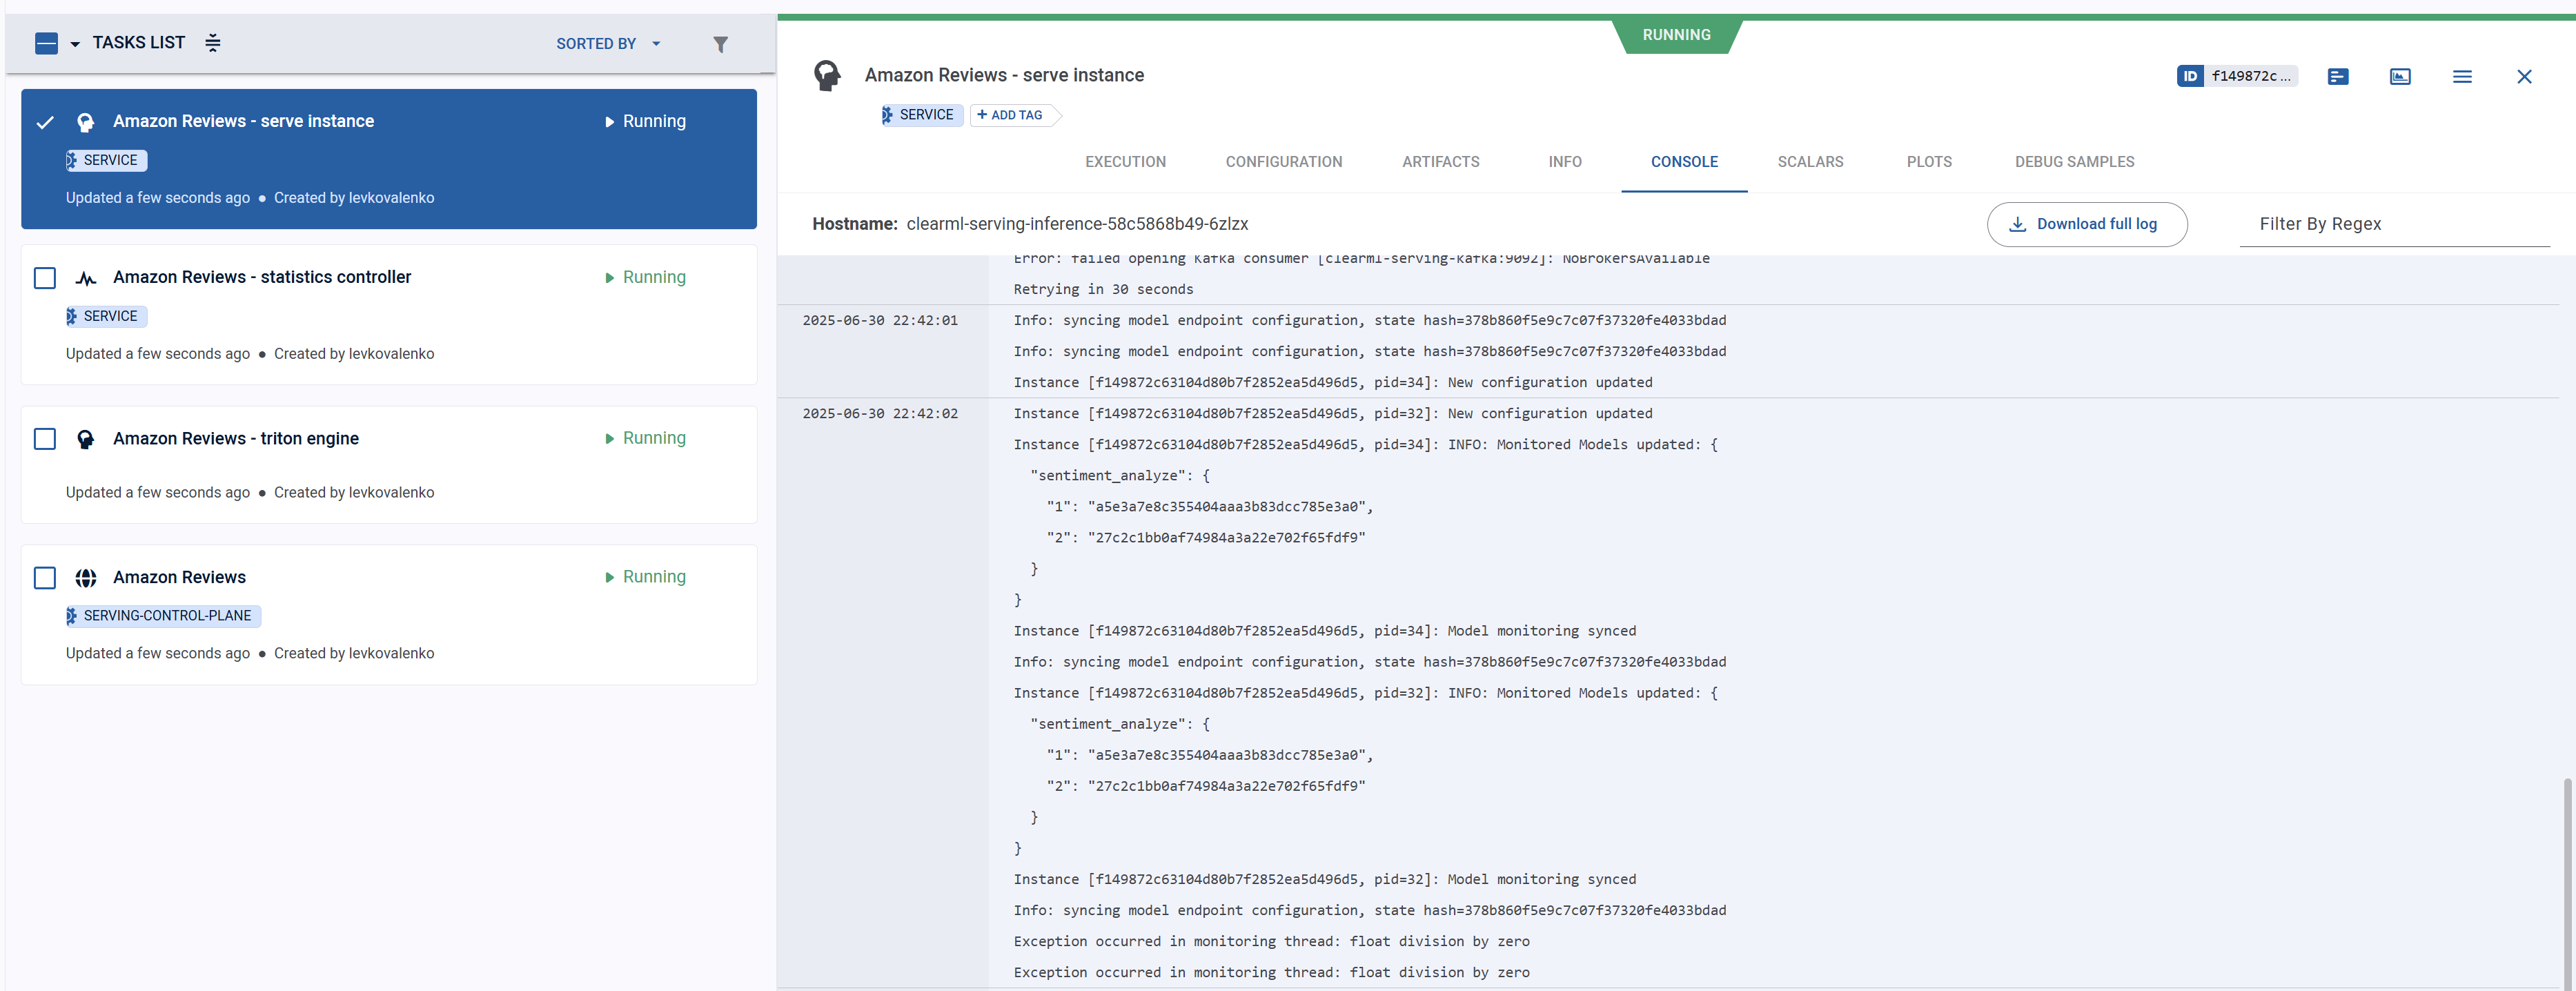 TASKS LIST
SORTED BY
Amazon Reviews - serve instance
Running
SERVICE
Updated a few seconds ago ● Created by levkovalenko
Amazon Reviews - statistics controller
Running
SERVICE
Updated a few seconds ago ● Created by levkovalenko
Amazon Reviews - triton engine
Running
Updated a few seconds ago ● Created by levkovalenko
Amazon Reviews
Running
SERVING-CONTROL-PLANE
Updated a few seconds ago ● Created by levkovalenko
RUNNING
Amazon Reviews - serve instance
ID f149872c ...
SERVICE + ADD TAG
EXECUTION CONFIGURATION ARTIFACTS INFO CONSOLE SCALARS PLOTS DEBUG SAMPLES
Hostname: clearml-serving-inference-58c5868b49-6zlzx
Download full log
Filter By Regex
Error: failed opening Kafka consumer [clearml-serving-kafka:9092]: NoBrokersAvailable
Retrying in 30 seconds
2025-06-30 22:42:01 Info: syncing model endpoint configuration, state hash=378b860f5e9c7c07f37320fe4033bdad
Info: syncing model endpoint configuration, state hash=378b860f5e9c7c07f37320fe4033bdad
Instance [f149872c63104d80b7f2852ea5d496d5, pid=34]: New configuration updated
2025-06-30 22:42:02 Instance [f149872c63104d80b7f2852ea5d496d5, pid=32]: New configuration updated
Instance [f149872c63104d80b7f2852ea5d496d5, pid=34]: INFO: Monitored Models updated: {
"sentiment_analyze": {
"1": "a5e3a7e8c355404aaa3b83dcc785e3a0",
"2": "27c2c1bb0af74984a3a22e702f65fdf9"
}
}
Instance [f149872c63104d80b7f2852ea5d496d5, pid=34]: Model monitoring synced
Info: syncing model endpoint configuration, state hash=378b860f5e9c7c07f37320fe4033bdad
Instance [f149872c63104d80b7f2852ea5d496d5, pid=32]: INFO: Monitored Models updated: {
"sentiment_analyze": {
"1": "a5e3a7e8c355404aaa3b83dcc785e3a0",
"2": "27c2c1bb0af74984a3a22e702f65fdf9"
}
}
Instance [f149872c63104d80b7f2852ea5d496d5, pid=32]: Model monitoring synced
Info: syncing model endpoint configuration, state hash=378b860f5e9c7c07f37320fe4033bdad
Exception occurred in monitoring thread: float division by zero
Exception occurred in monitoring thread: float division by zero